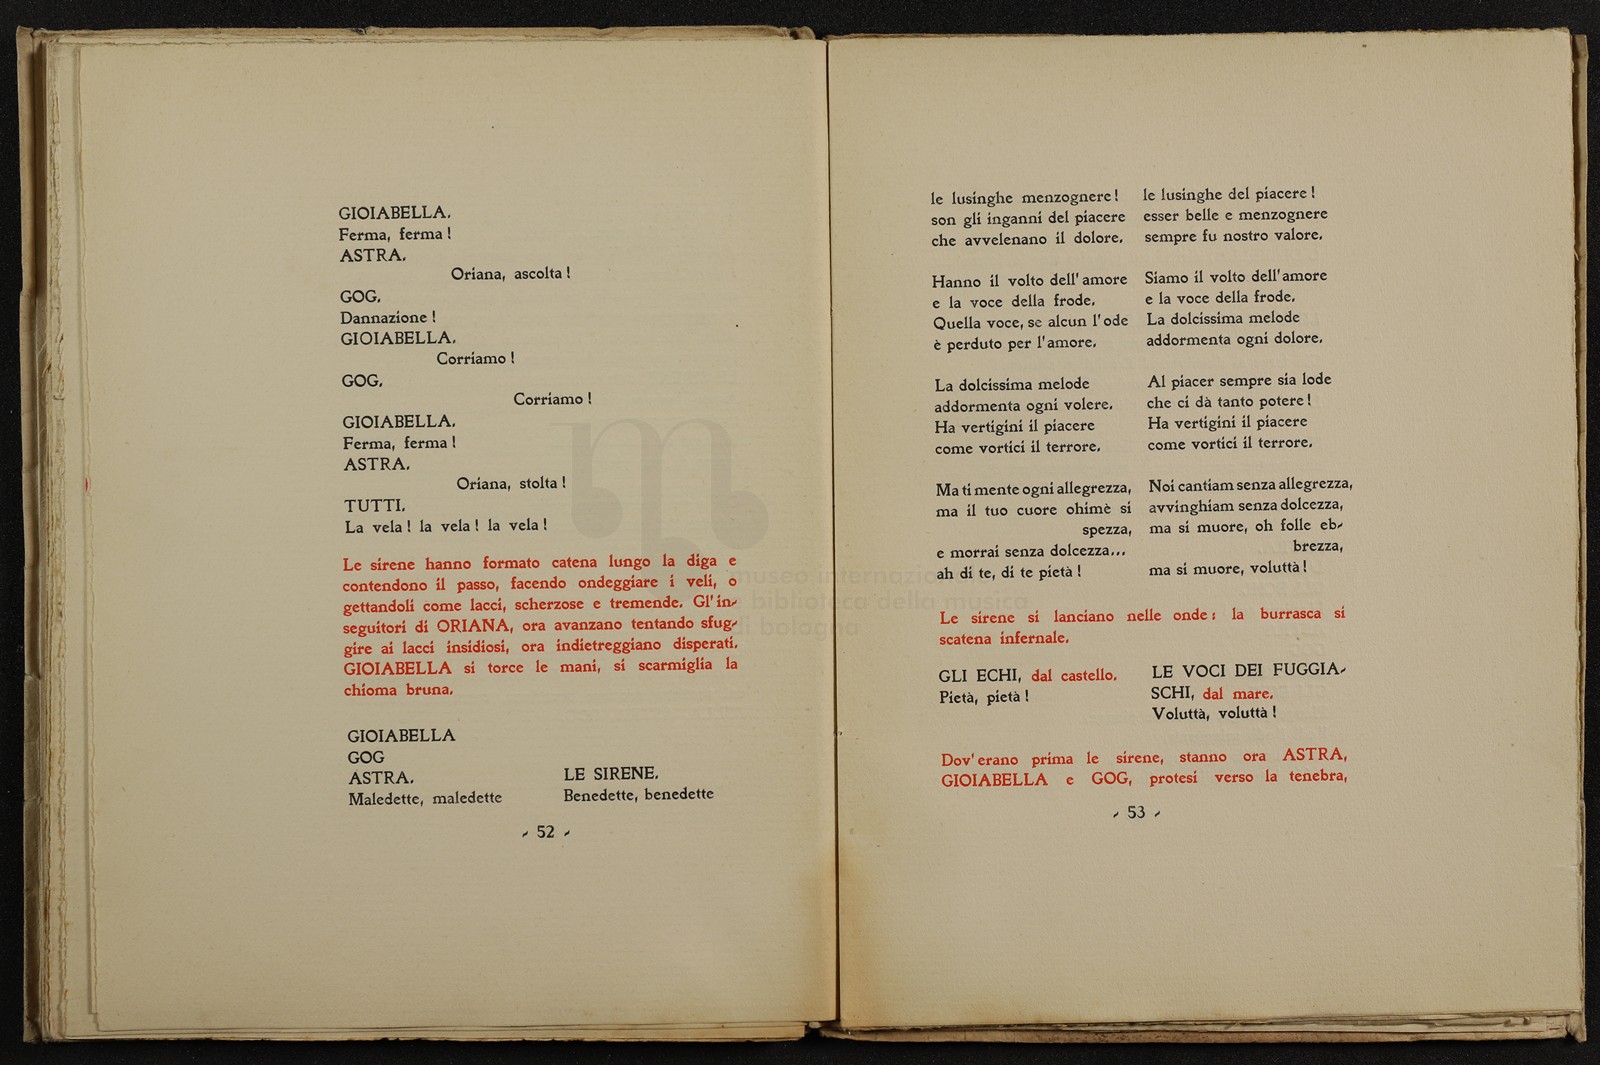 GIOIABELLA.
Ferma, ferma !
ASTRA.
Oriana, ascolta !
GOG.
Dannazione !
GIOIABELLA.
Corriamo !
GOG.
Corriamo !
GIOIABELLA.
Ferma, ferma !
ASTRA.
Oriana, stolta !
TUTTI.
La vela ! la vela ! la vela !
Le sirene hanno formato catena lungo la diga e
contendono il passo, facendo ondeggiare i veli, o
gettandoli come lacci, scherzose e tremende. Gl'in-
seguitori di ORIANA, ora avanzano tentando sfug-
gire ai lacci insidiosi, ora indietreggiano disperati.
GIOIABELLA si torce le mani, si scarmiglia la
chioma bruna.
GIOIABELLA
GOG
ASTRA.
Maledette, maledette
LE SIRENE.
Benedette, benedette
- 52 -
le lusinghe menzognere !
son gli inganni del piacere
che avvelenano il dolore.
Hanno il volto dell' amore
e la voce della frode.
Quella voce, se alcun l' ode
è perduto per l' amore.
La dolcissima melode
addormenta ogni volere.
Ha vertigini il piacere
come vortici il terrore.
Ma ti mente ogni allegrezza,
ma il tuo cuore ohimè si
spezza,
e morrai senza dolcezza...
ah di te, di te pietà !
le lusinghe del piacere !
esser belle e menzognere
sempre fu nostro valore.
Siamo il volto dell' amore
e la voce della frode.
La dolcissima melode
addormenta ogni dolore.
Al piacer sempre sia lode
che ci dà tanto potere !
Ha vertigini il piacere
come vortici il terrore.
Noi cantiam senza allegrezza,
avvinghiam senza dolcezza,
ma si muore, oh folle eb-
brezza,
ma si muore, voluttà !
Le sirene si lanciano nelle onde : la burrasca si
scatena infernale.
GLI ECHI, dal castello.
Pietà, pietà !
LE VOCI DEI FUGGIA-
SCHI, dal mare.
Voluttà, voluttà !
Dov' erano prima le sirene, stanno ora ASTRA,
GIOIABELLA e GOG, protesi verso la tenebra,
- 53 -
museo internazionale
e biblioteca della musica
di bologna